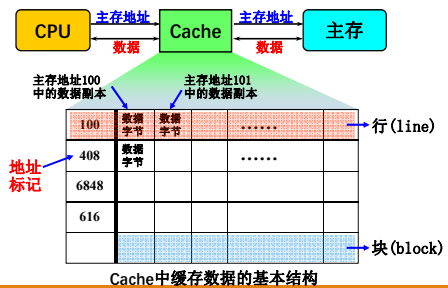 CPU
主存地址
数据
Cache
主存地址
数据
主存
主存地址100
中的数据副本
主存地址101
中的数据副本
地址
标记
100
数据
字节
数据
字节
……
行(line)
408
数据
字节
……
6848
616
块(block)
Cache中缓存数据的基本结构